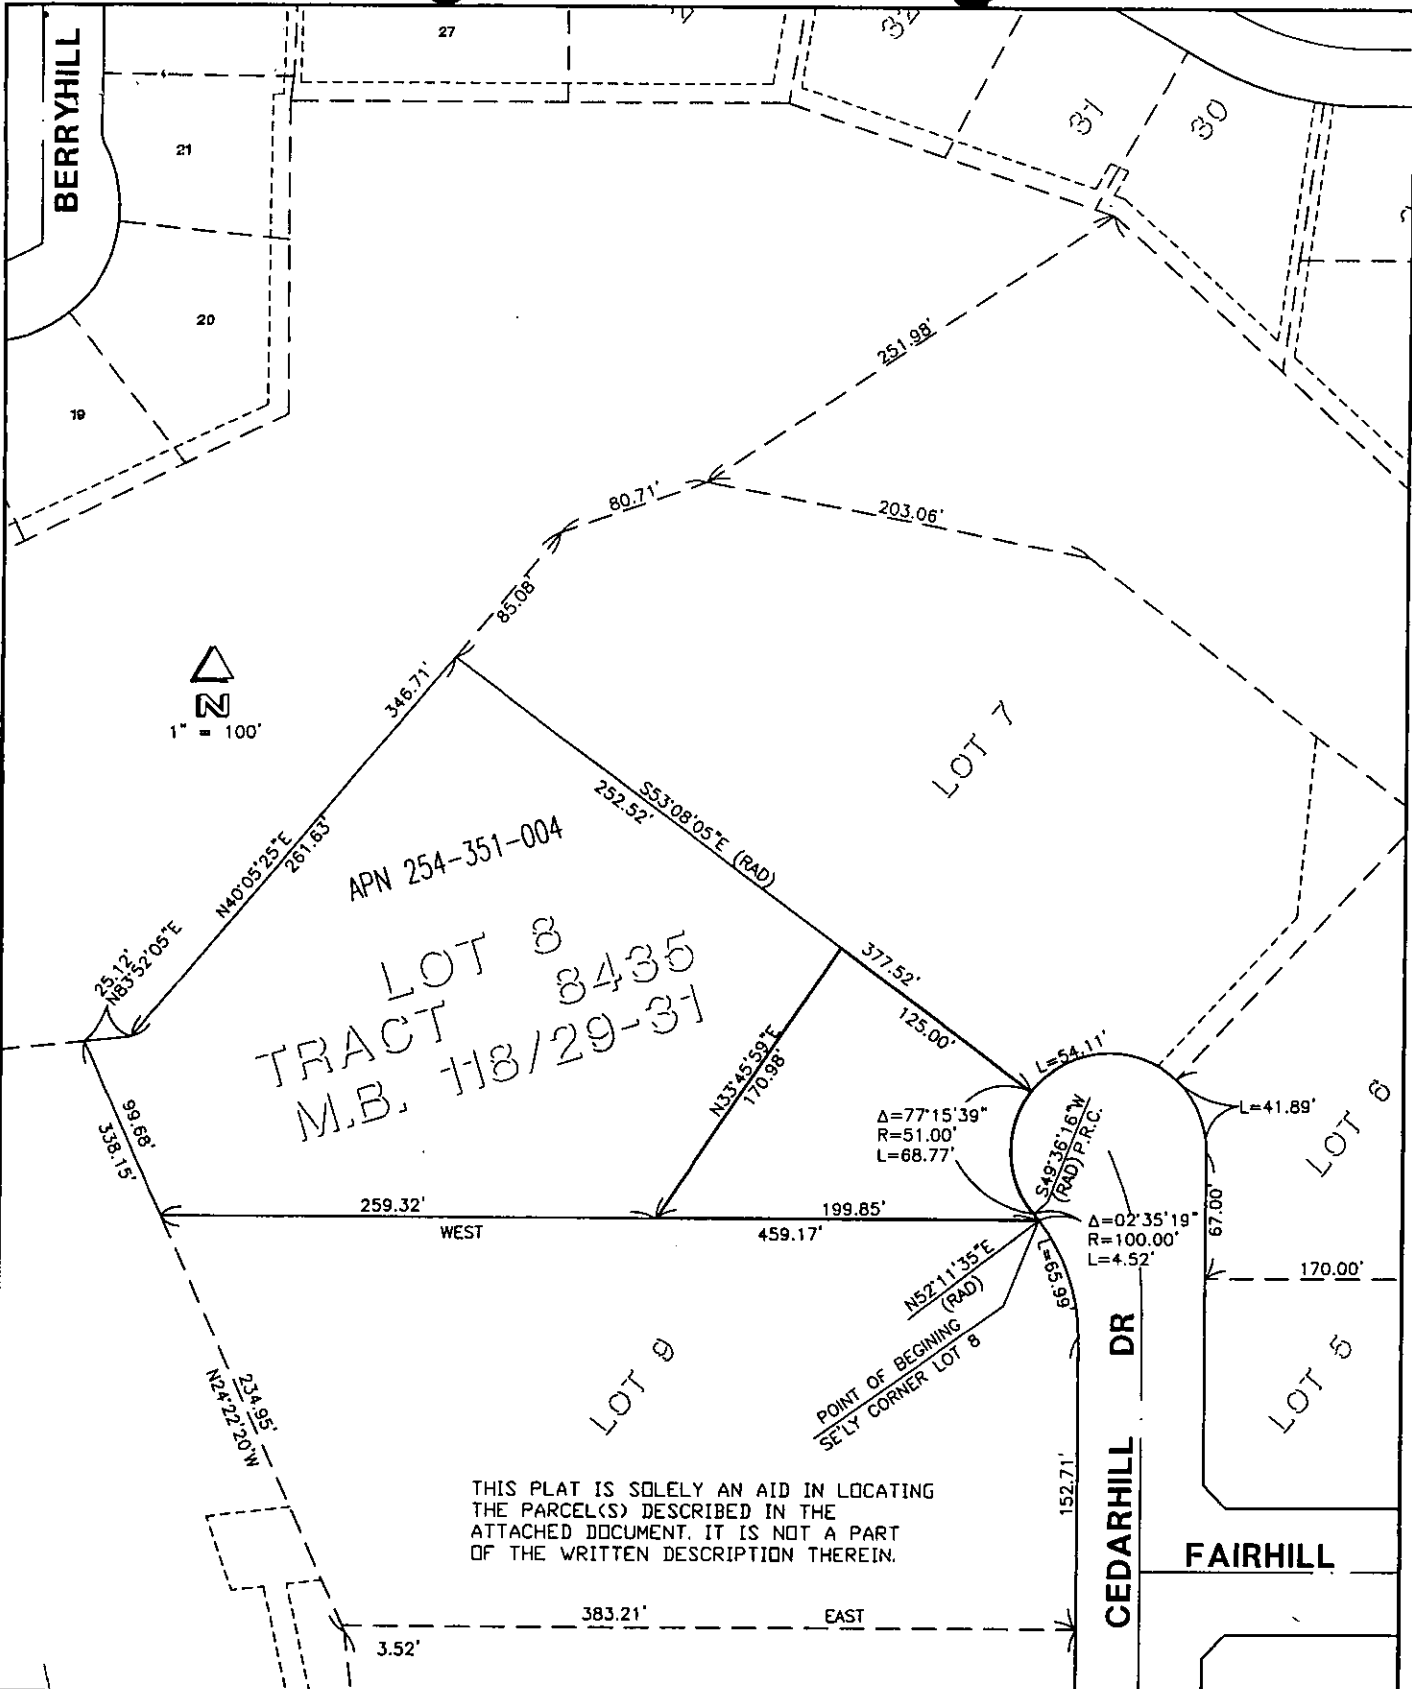 BERRYHILL
27
32
21
31
30
20
19
251.98'
80.71'
203.06'
85.08'
346.71'
N
1" = 100'
LOT 7
S53°08'05"E (RAD)
252.52'
N40°05'25"E
261.63'
APN 254-351-004
LOT 8
TRACT 8435
M.B. 118/29-31
25.12'
N83°52'05"E
377.52'
125.00'
N33°45'59"E
170.98'
L=54.11'
Δ=77°15'39"
R=51.00'
L=68.77'
S49°36'16"W
(RAD) P.R.C.
L=41.89'
LOT 6
99.68'
338.15'
259.32'
199.85'
WEST
459.17'
Δ=02°35'19"
R=100.00'
L=4.52'
67.00'
170.00'
N52°11'35"E
(RAD)
L=65.99'
POINT OF BEGINING
SE'LY CORNER LOT 8
LOT 9
LOT 5
234.95'
N24°22'20"W
152.71'
CEDARHILL DR
FAIRHILL
THIS PLAT IS SOLELY AN AID IN LOCATING
THE PARCEL(S) DESCRIBED IN THE
ATTACHED DOCUMENT. IT IS NOT A PART
OF THE WRITTEN DESCRIPTION THEREIN.
383.21'
EAST
3.52'